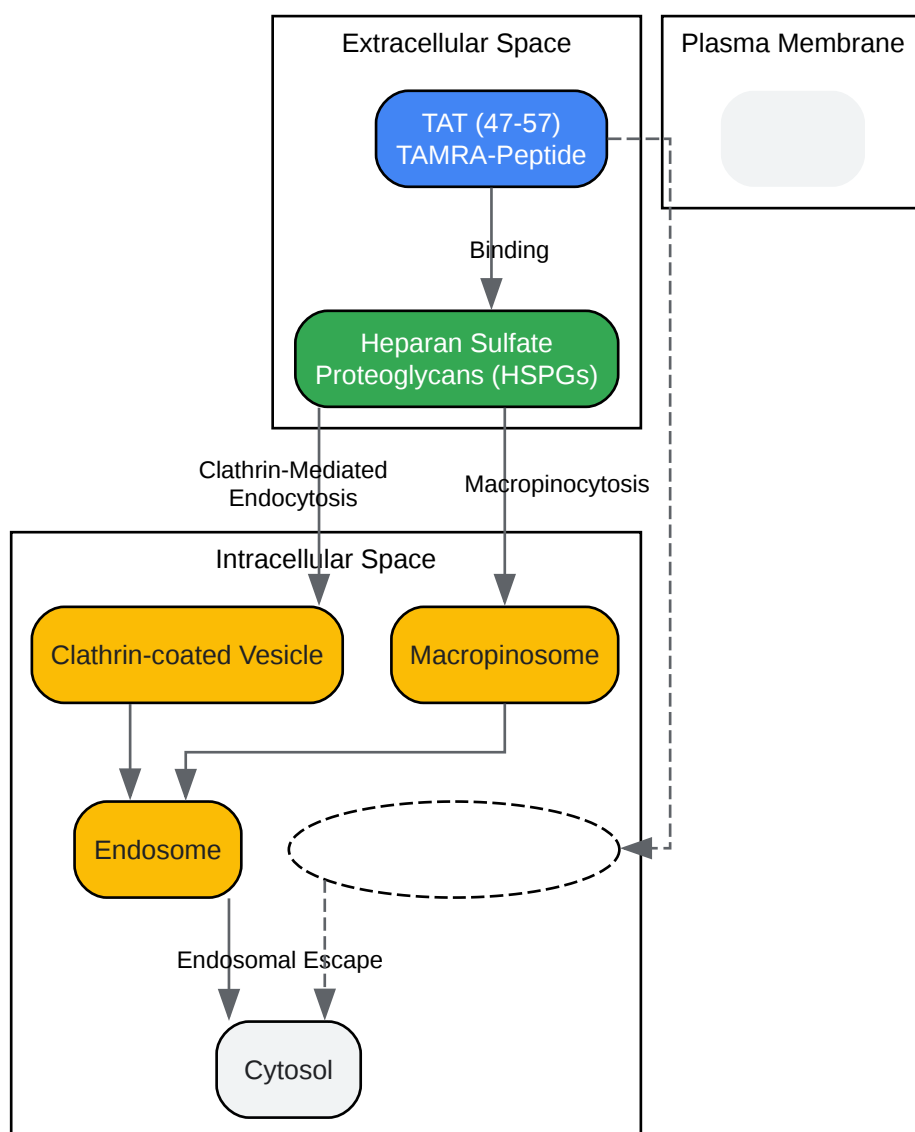 Extracellular Space
Plasma Membrane
TAT (47-57)
TAMRA-Peptide
Binding
Heparan Sulfate
Proteoglycans (HSPGs)
Clathrin-Mediated
Endocytosis
Macropinocytosis
Intracellular Space
Clathrin-coated Vesicle
Macropinosome
Endosome
Endosomal Escape
Cytosol